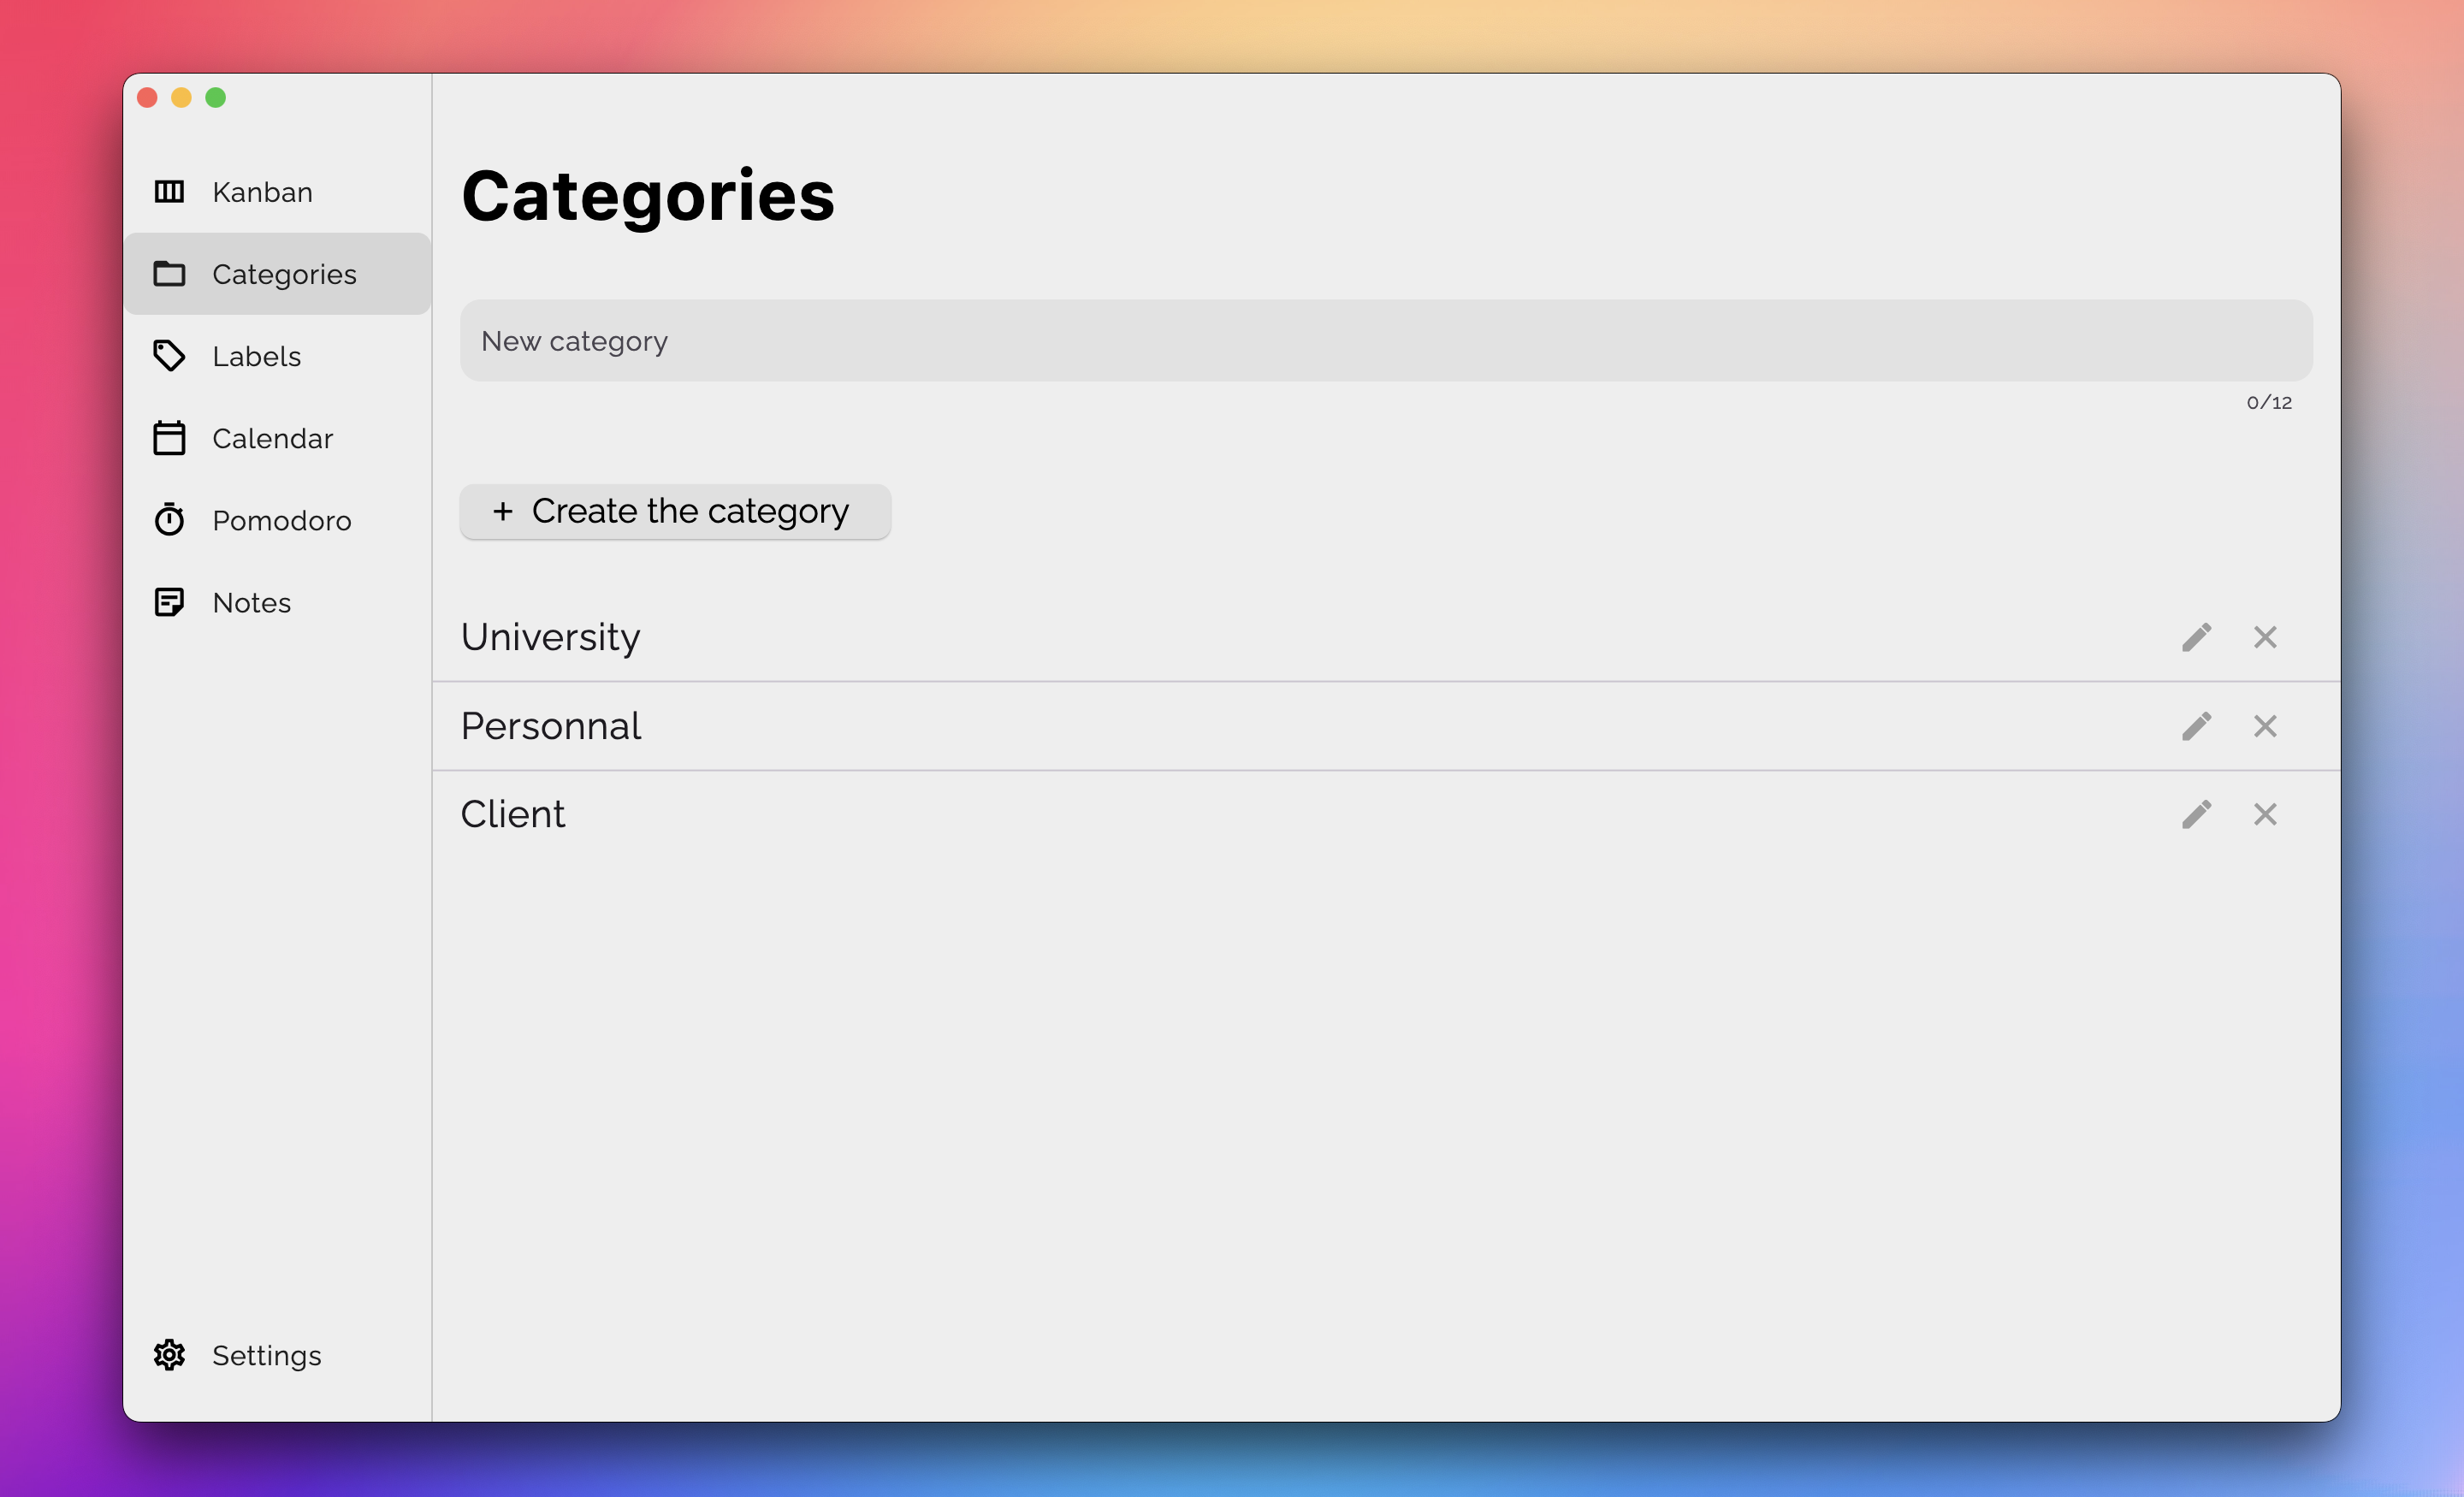 Kanban
Categories
Labels
Calendar
Pomodoro
Notes
Settings
Categories
New category
0/12
+ Create the category
University
Personnal
Client